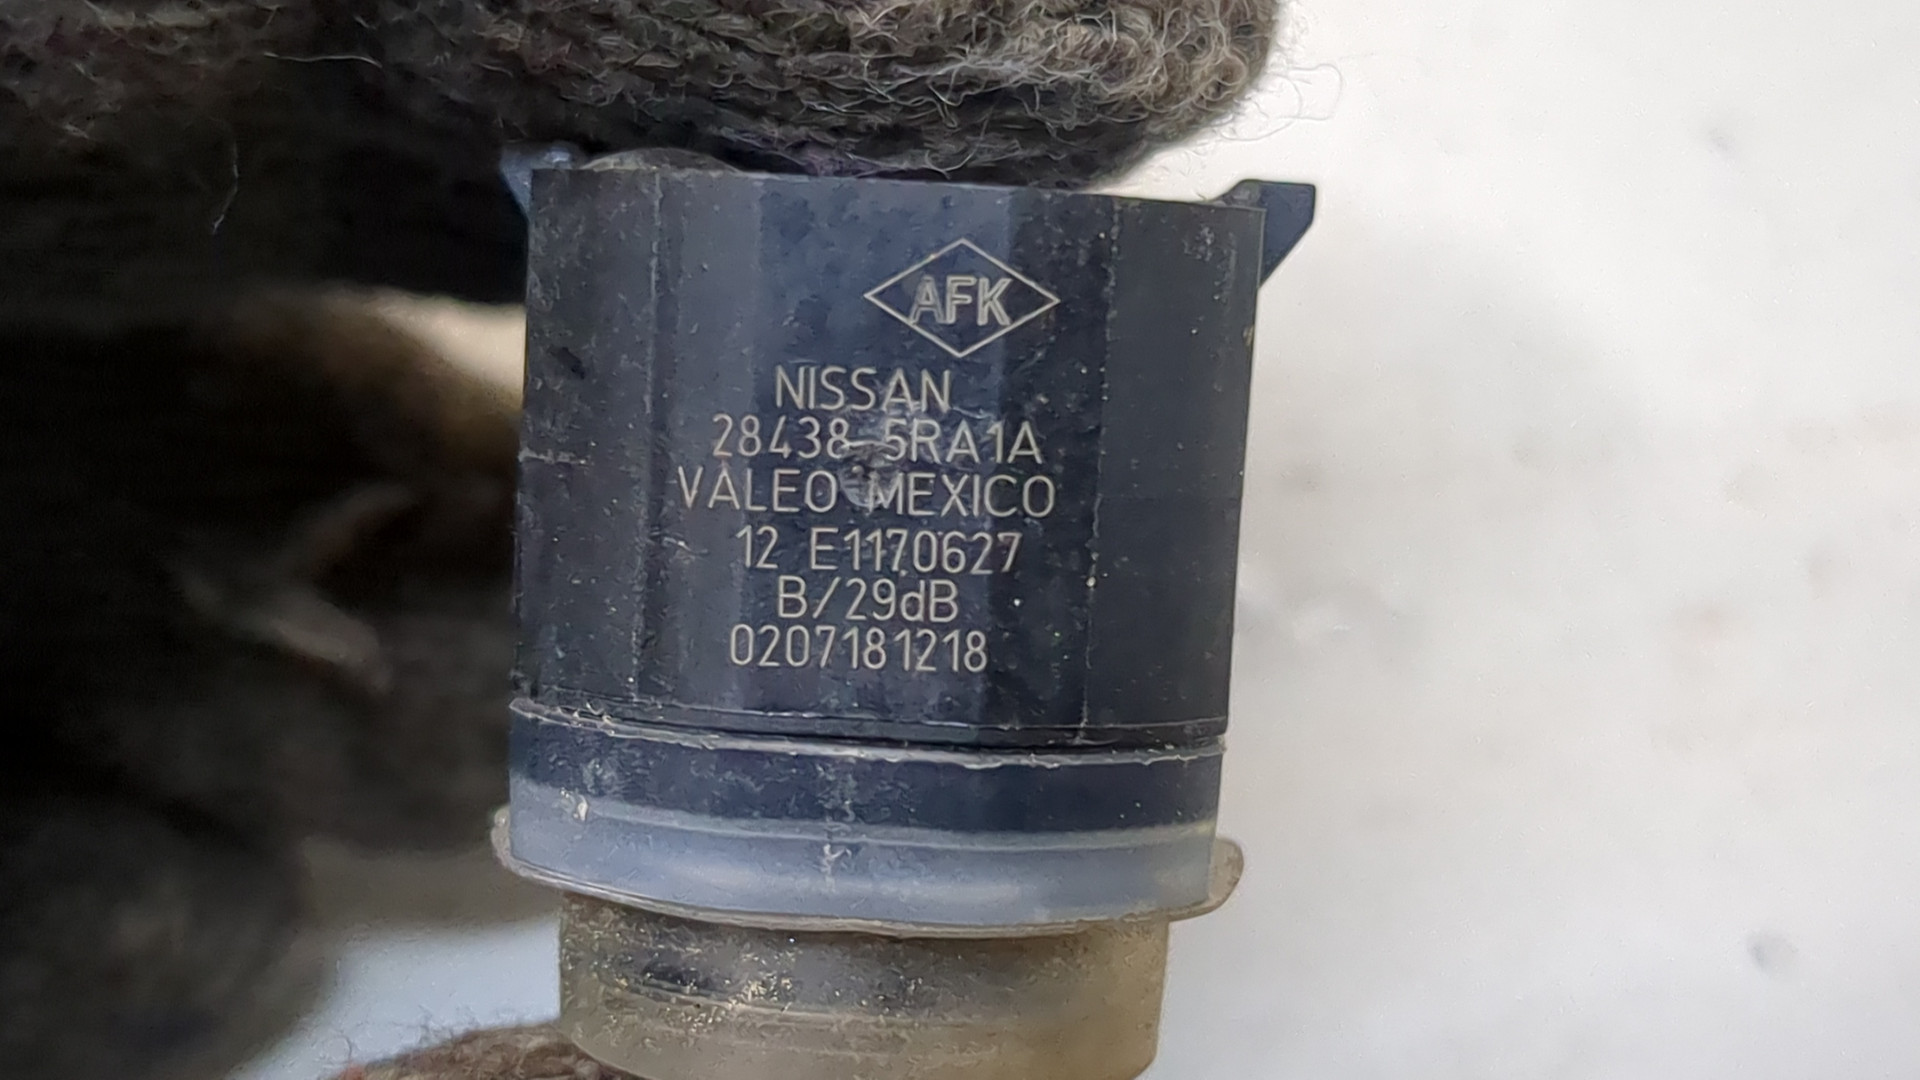 AFK
NISSAN
28438-5RA1A
VALEO MEXICO
12 E1170627
B/29dB
0207181218